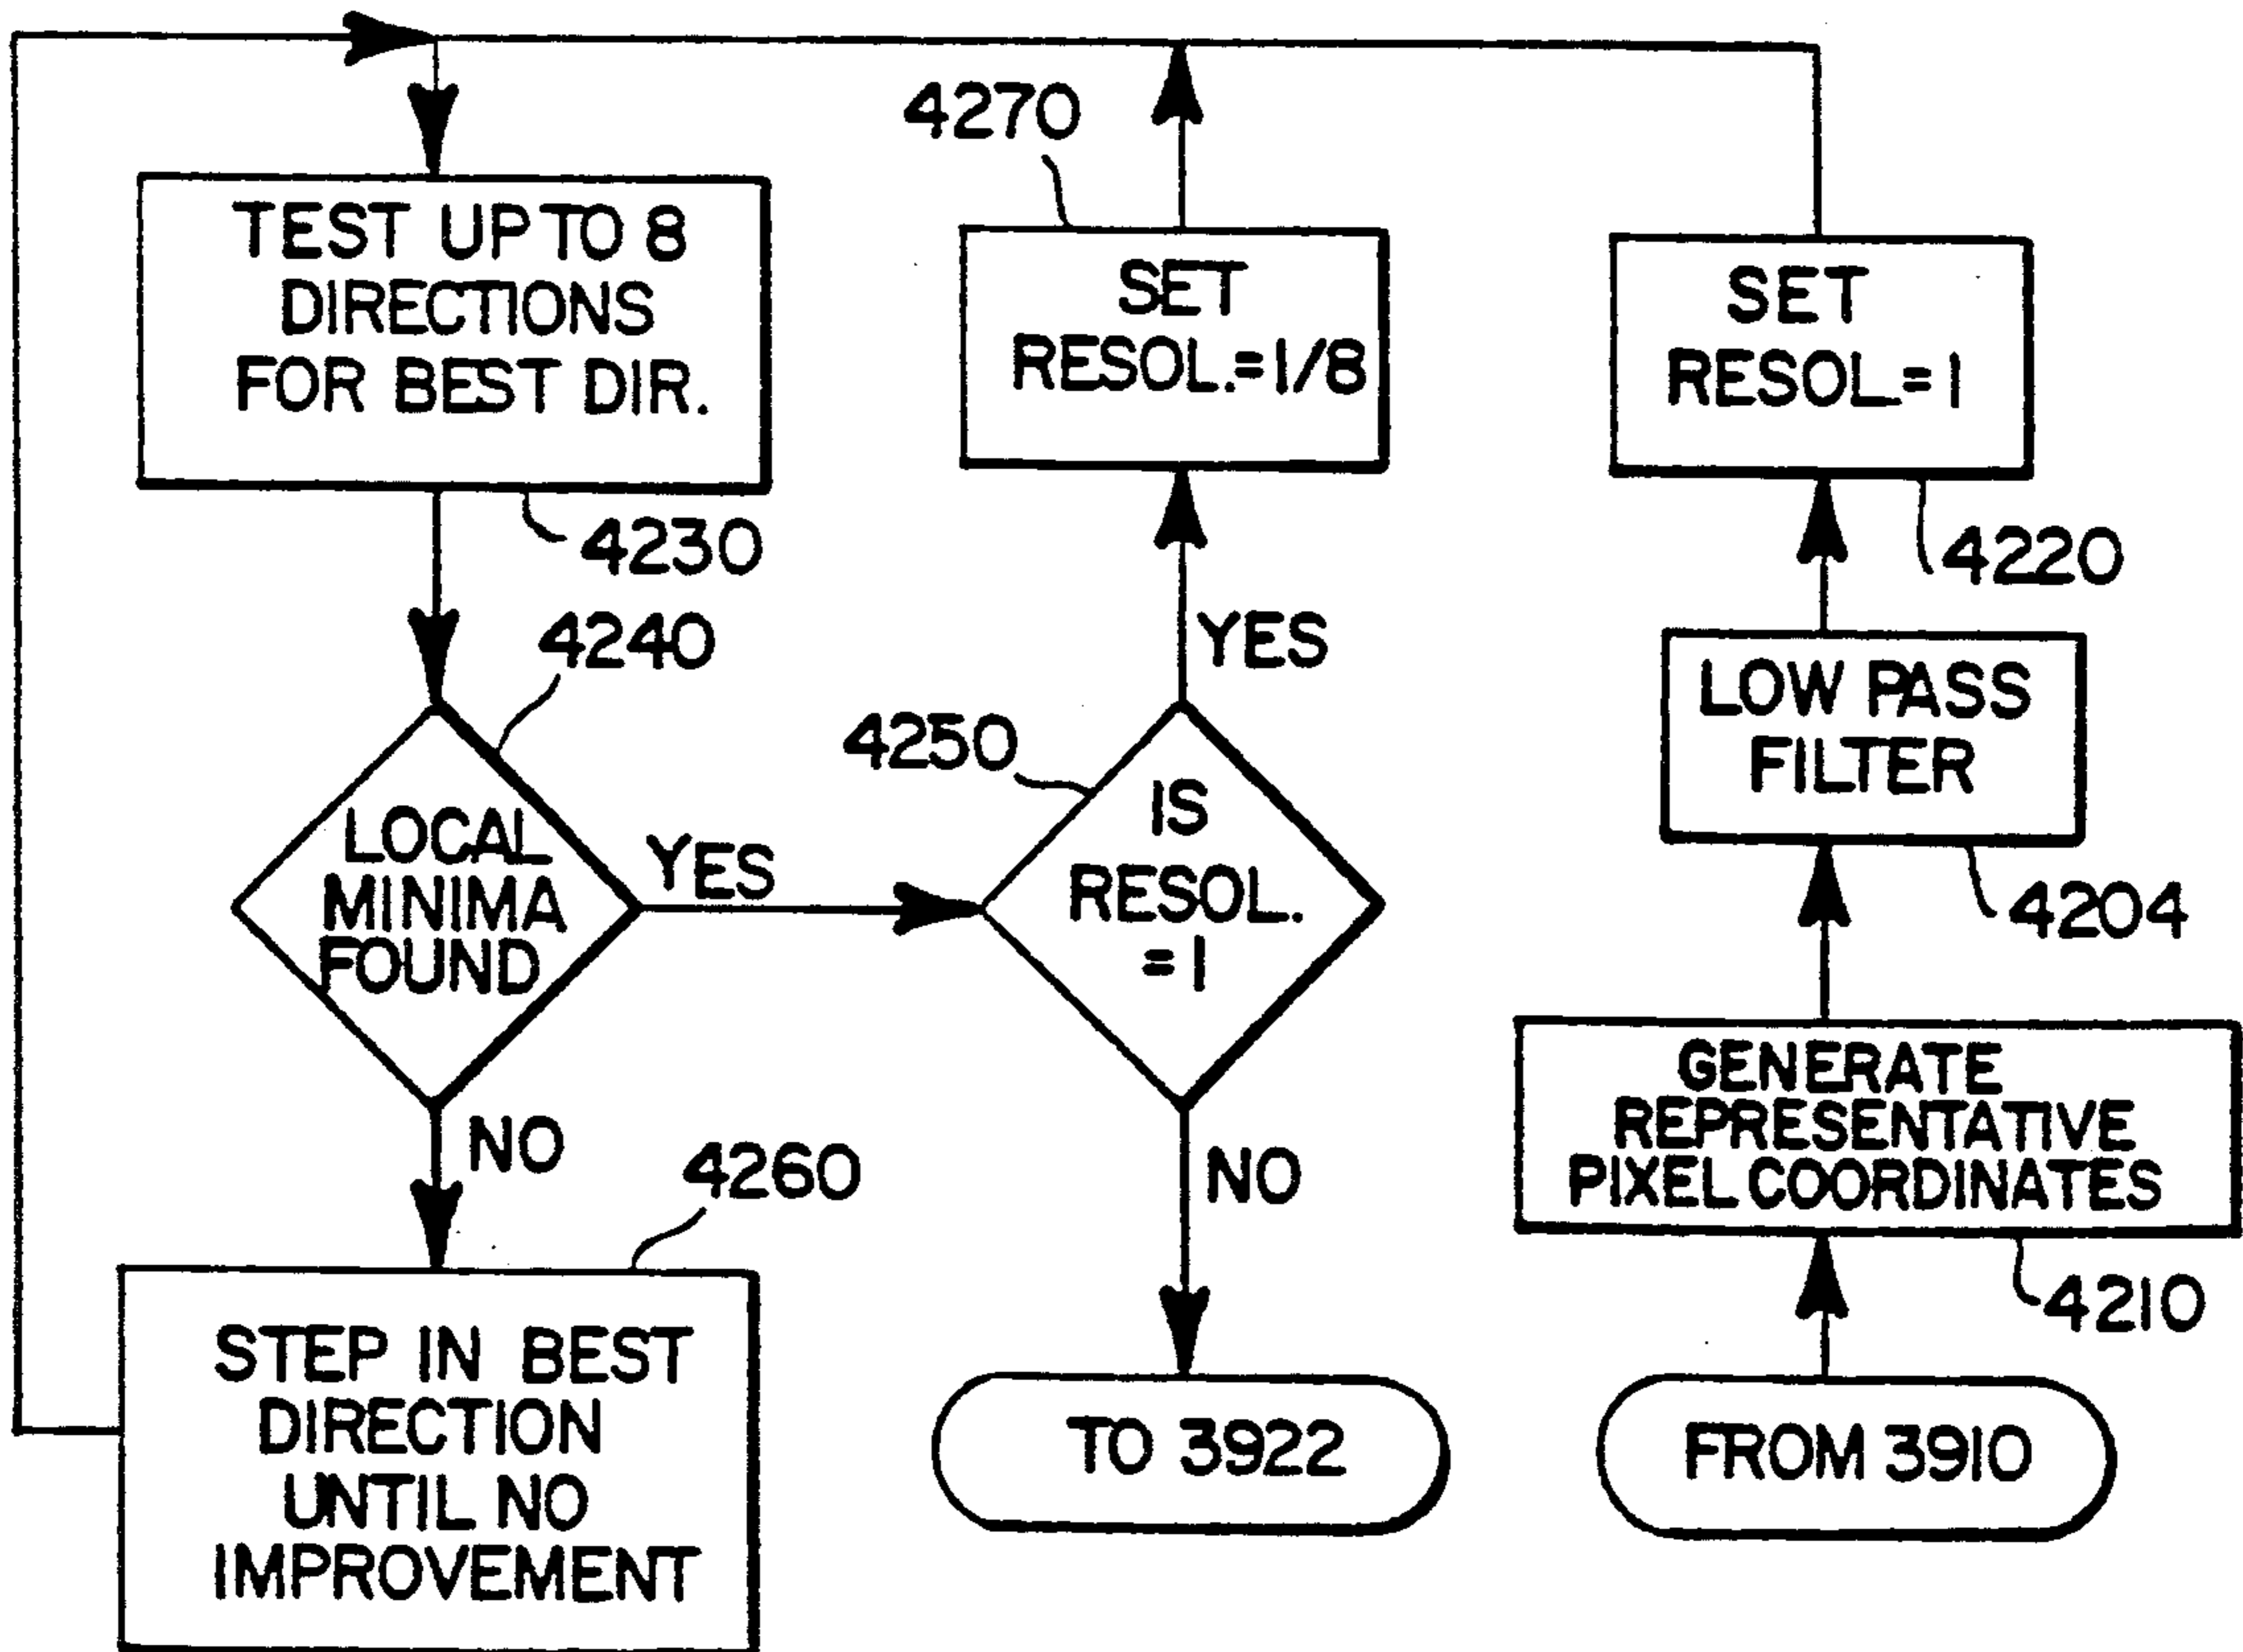 4270
TEST UP TO 8
DIRECTIONS
FOR BEST DIR.
4230
SET
RESOL.=1/8
SET
RESOL.=1
4220
4240
LOCAL
MINIMA
FOUND
YES
NO
4250
IS
RESOL.
=1
YES
NO
LOW PASS
FILTER
4204
GENERATE
REPRESENTATIVE
PIXEL COORDINATES
4210
4260
STEP IN BEST
DIRECTION
UNTIL NO
IMPROVEMENT
TO 3922
FROM 3910